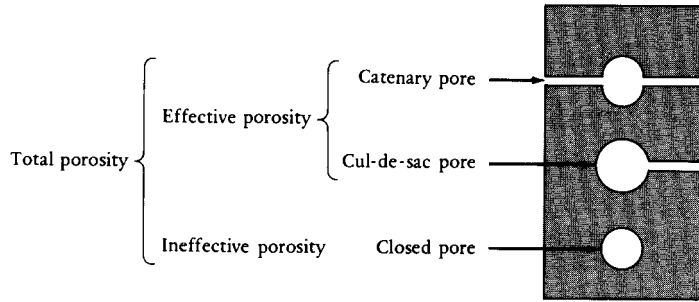 Catenary pore
Effective porosity
Total porosity
Cul-de-sac pore
Ineffective porosity
Closed pore